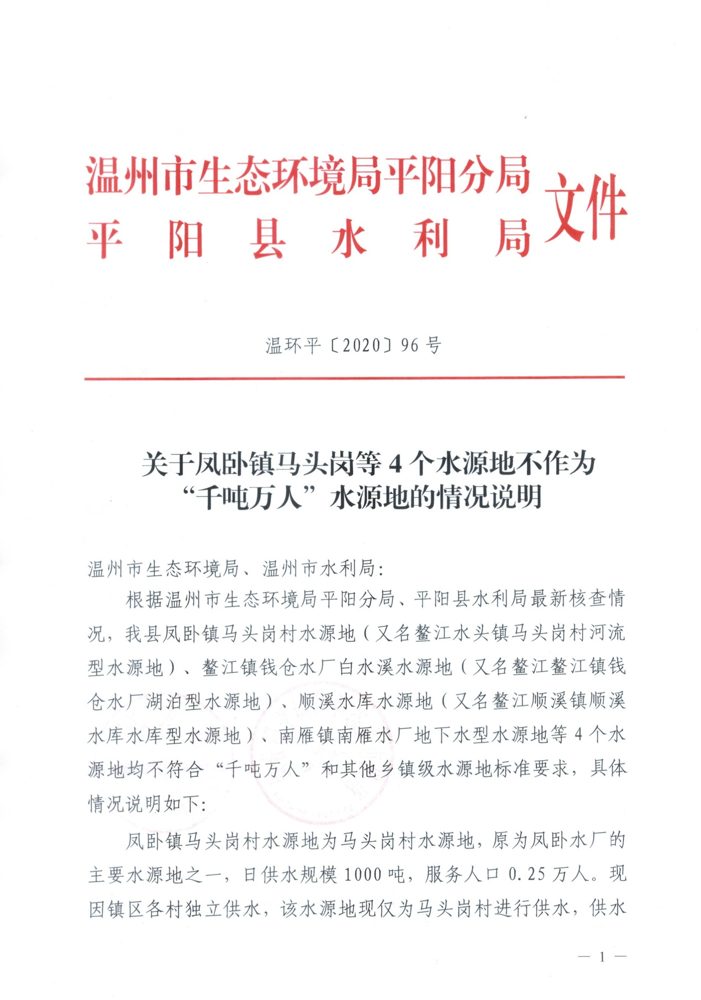 温州市生态环境局平阳分局
平阳县水利局
文件
温环平〔2020〕96号
关于凤卧镇马头岗等4个水源地不作为
“千吨万人”水源地的情况说明
温州市生态环境局、温州市水利局:
根据温州市生态环境局平阳分局、平阳县水利局最新核查情
况，我县凤卧镇马头岗村水源地（又名鳌江水头镇马头岗村河流
型水源地）、鳌江镇钱仓水厂白水溪水源地（又名鳌江鳌江镇钱
仓水厂湖泊型水源地）、顺溪水库水源地（又名鳌江顺溪镇顺溪
水库水库型水源地）、南雁镇南雁水厂地下水型水源地等4个水
源地均不符合“千吨万人”和其他乡镇级水源地标准要求，具体
情况说明如下:
凤卧镇马头岗村水源地为马头岗村水源地，原为凤卧水厂的
主要水源地之一，日供水规模1000吨，服务人口0.25万人。现
因镇区各村独立供水，该水源地现仅为马头岗村进行供水，供水
— 1 —